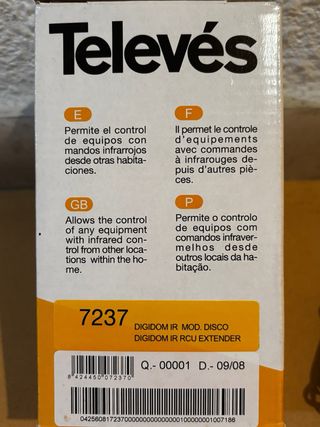 Televés
E
Permite el control
de equipos con
mandos infrarrojos
desde otras habita-
ciones.
F
Il permet le controle
d'equipements
avec commandes
à infrarouges de-
puis d'autres piè-
ces.
GB
Allows the control
of any equipment
with infrared con-
trol from other loca-
tions within the ho-
me.
P
Permite o controlo
de equipos com
comandos infraver-
melhos desde
outros locais da ha-
bitação.
7237
DIGIDOM IR MOD. DISCO
DIGIDOM IR RCU EXTENDER
8424450072370
Q.- 00001 D.- 09/08